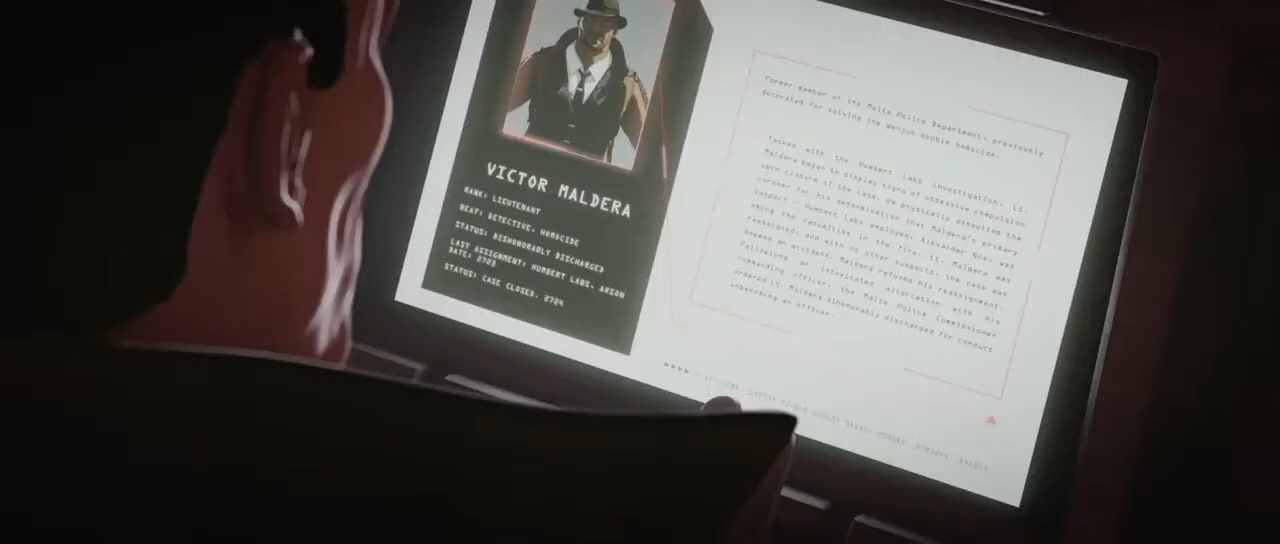 VICTOR MALDERA
RANK: LIEUTENANT
BEAT: DETECTIVE, HOMOCIDE
STATUS: DISHONORABLY DISCHARGED
LAST ASSIGNMENT: HUMBERT LABS, ARION
DATE: 2723
STATUS: CASE CLOSED, 2724
Former member of the Malta Police Department, previously
decorated for solving the Wenjun double homocide.
Tasked with the Humbert Labs investigation, Lt.
Maldera began to display signs of obsessive compulsion
upon closure of the case. He physically assaulted the
coroner for his determination that Maldera's primary
suspect - Humbert Labs employee, Alexander Nix, was
among the casualties in the fire. Lt. Maldera was
reassigned, and with no other suspects, the case was
deemed an accident. Maldera refused his reassignment.
Following an intoxicated altercation with his
commanding officer, the Malta Police Commissioner
ordered Lt. Maldera dihonorably discharged for conduct
unbecoming an officer.